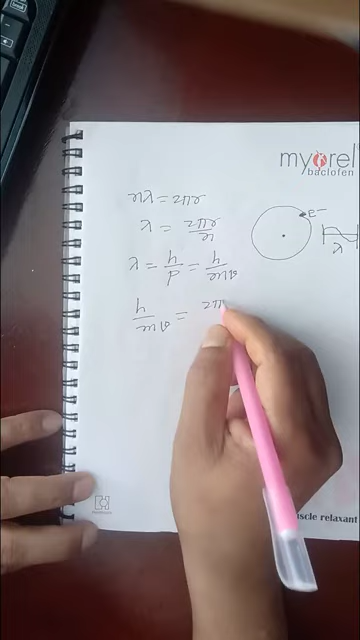 myorel
baclofen
nλ = 2πr
e−
λ = 2πr/n
λ
λ = h/p = h/mv
h/mv = 2π
scle relaxant